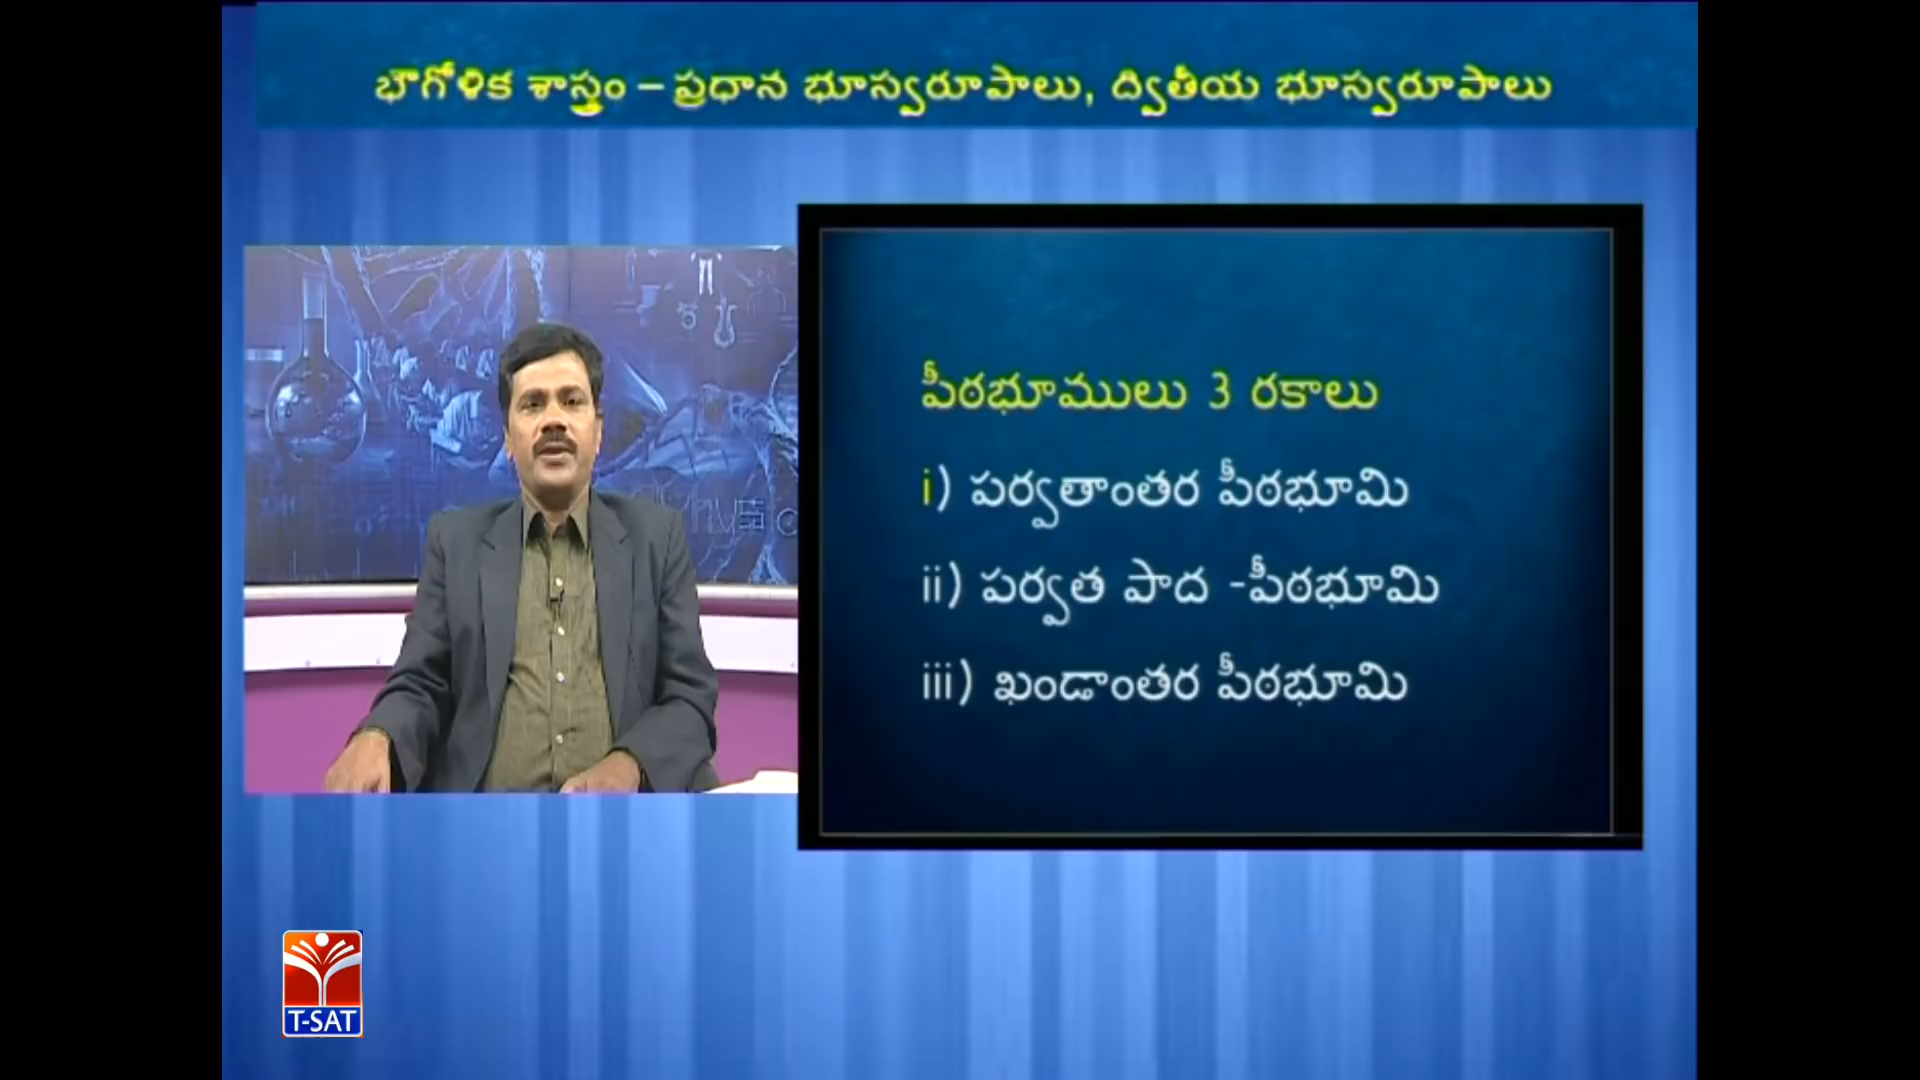 భౌగోళిక శాస్త్రం – ప్రధాన భూస్వరూపాలు, ద్వితీయ భూస్వరూపాలు
పీఠభూములు 3 రకాలు
i) పర్వతాంతర పీఠభూమి
ii) పర్వత పాద -పీఠభూమి
iii) ఖండాంతర పీఠభూమి
T-SAT